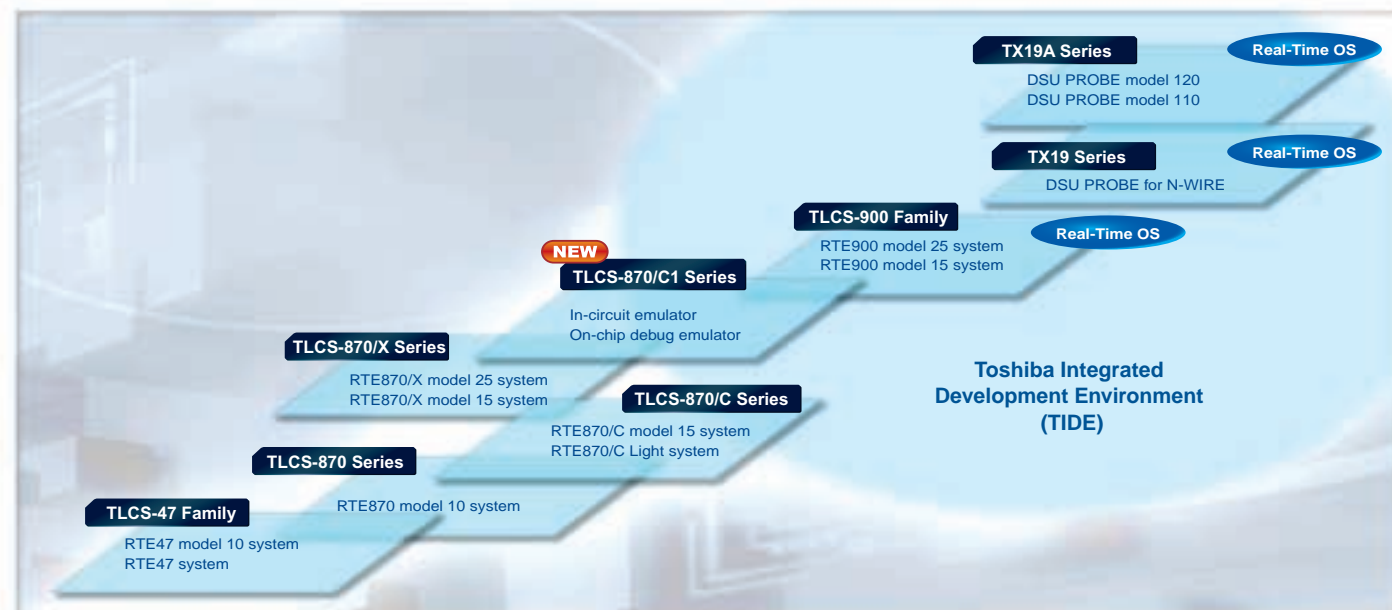 TX19A Series
Real-Time OS
DSU PROBE model 120
DSU PROBE model 110
TX19 Series
Real-Time OS
DSU PROBE for N-WIRE
TLCS-900 Family
Real-Time OS
RTE900 model 25 system
RTE900 model 15 system
NEW
TLCS-870/C1 Series
In-circuit emulator
On-chip debug emulator
TLCS-870/X Series
RTE870/X model 25 system
RTE870/X model 15 system
Toshiba Integrated
Development Environment
(TIDE)
TLCS-870/C Series
RTE870/C model 15 system
RTE870/C Light system
TLCS-870 Series
RTE870 model 10 system
TLCS-47 Family
RTE47 model 10 system
RTE47 system